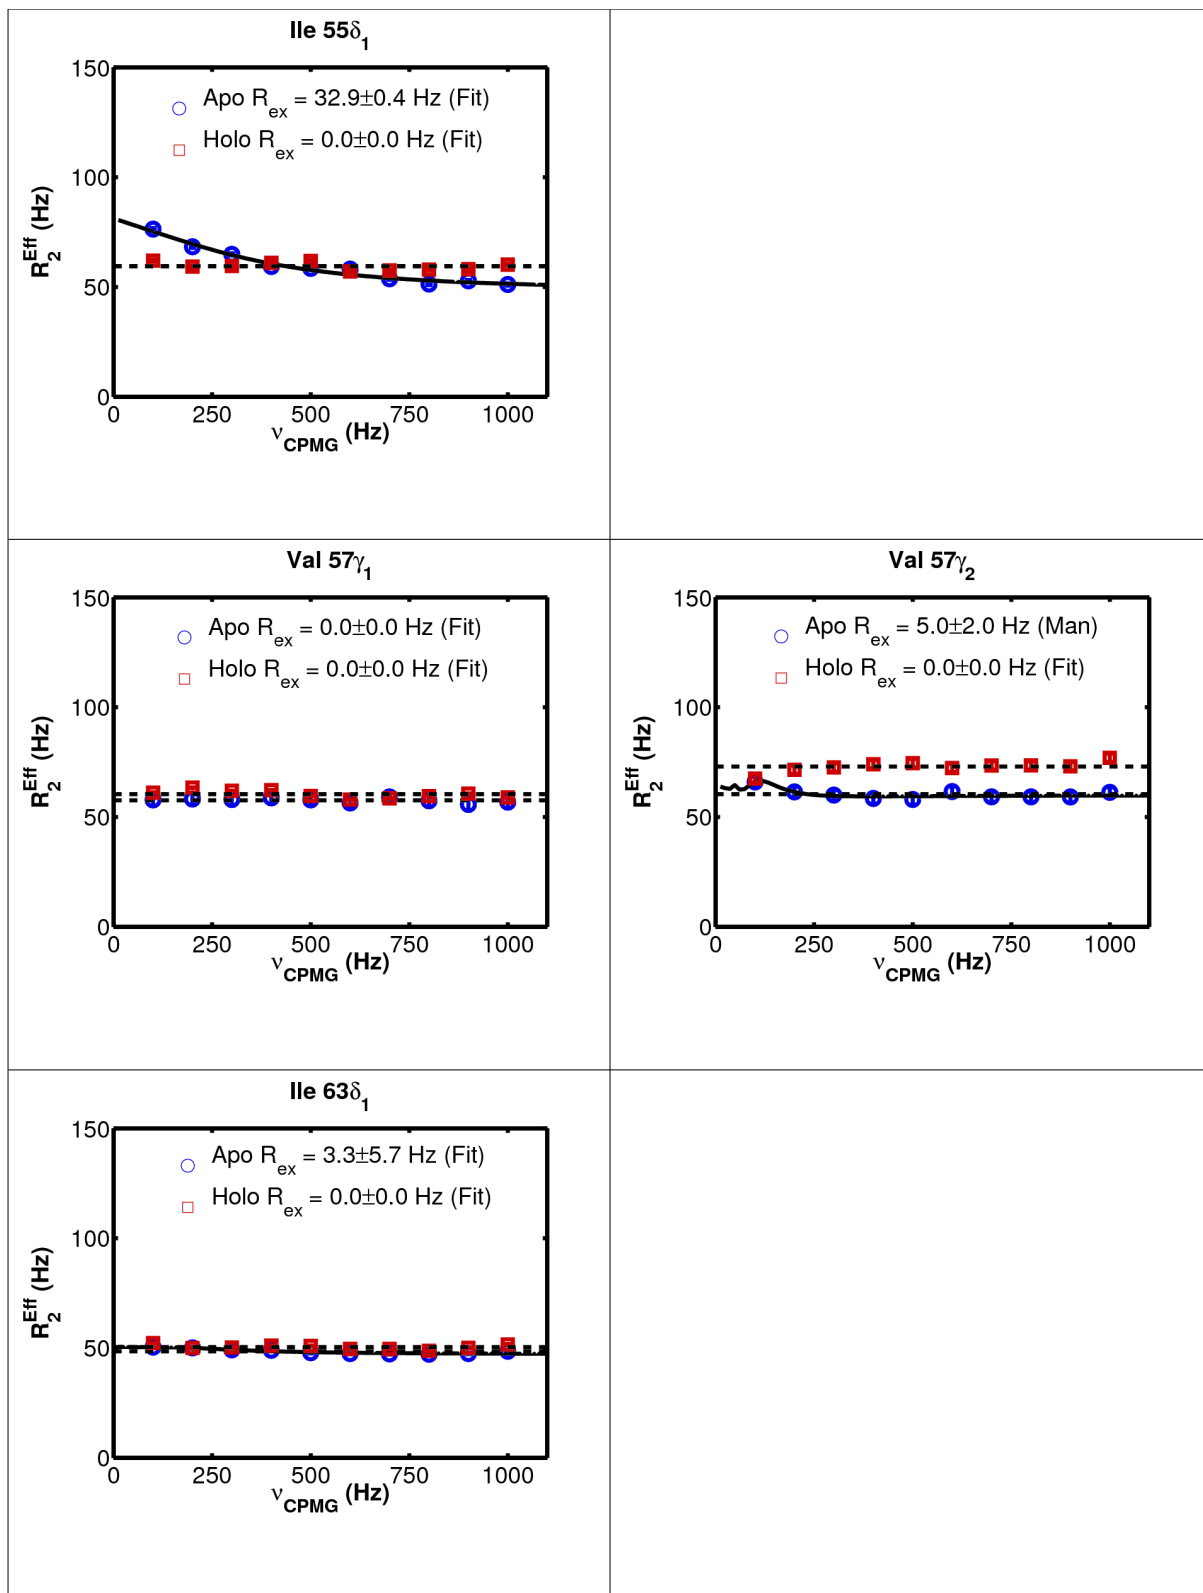 Ile 55δ1
150
Apo Rex = 32.9±0.4 Hz (Fit)
Holo Rex = 0.0±0.0 Hz (Fit)
100
R2Eff (Hz)
50
0
0 250 500 750 1000
νCPMG (Hz)
Val 57γ1
150
Apo Rex = 0.0±0.0 Hz (Fit)
Holo Rex = 0.0±0.0 Hz (Fit)
100
R2Eff (Hz)
50
0
0 250 500 750 1000
νCPMG (Hz)
Val 57γ2
150
Apo Rex = 5.0±2.0 Hz (Man)
Holo Rex = 0.0±0.0 Hz (Fit)
100
R2Eff (Hz)
50
0
0 250 500 750 1000
νCPMG (Hz)
Ile 63δ1
150
Apo Rex = 3.3±5.7 Hz (Fit)
Holo Rex = 0.0±0.0 Hz (Fit)
100
R2Eff (Hz)
50
0
0 250 500 750 1000
νCPMG (Hz)